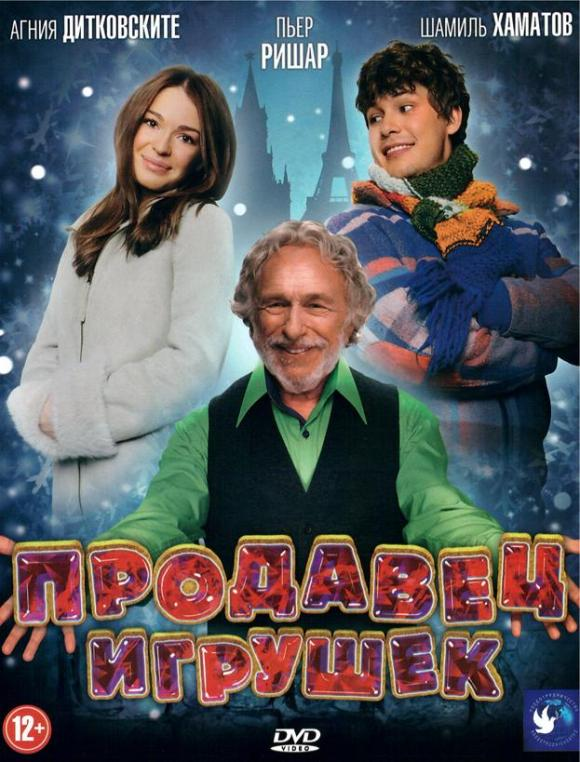 АГНИЯ ДИТКОВСКИТЕ
ПЬЕР
РИШАР
ШАМИЛЬ ХАМАТОВ
ПРОДАВЕЦ
ИГРУШЕК
12+
DVD
VIDEO